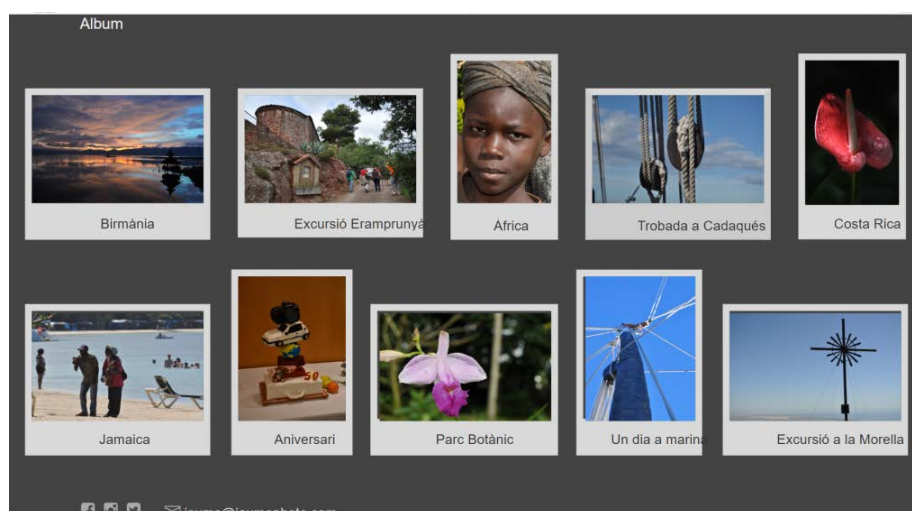 Album
Birmània
Excursió Eramprunyà
Àfrica
Trobada a Cadaqués
Costa Rica
Jamaica
Aniversari
Parc Botànic
Un dia a marina
Excursió a la Morella